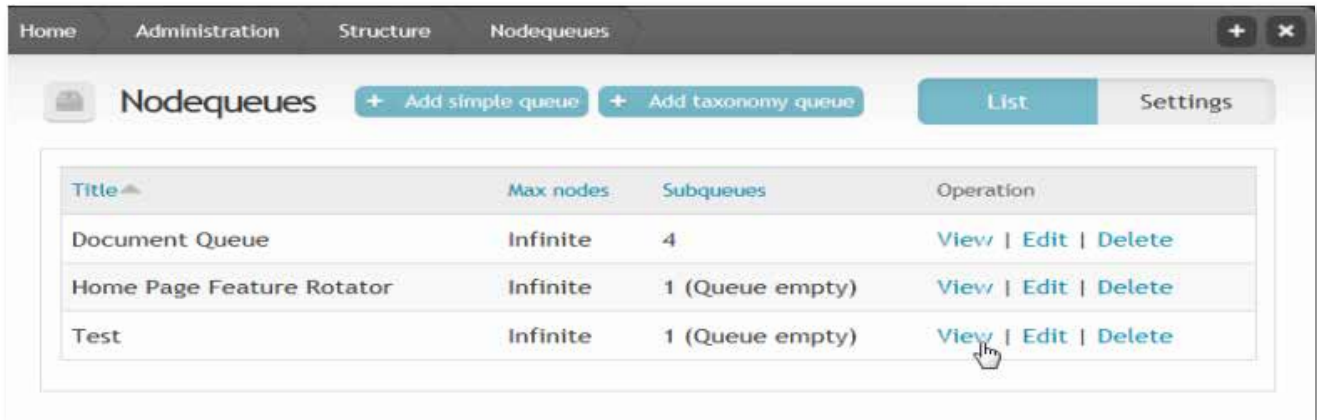 Home Administration Structure Nodequeues
Nodequeues + Add simple queue + Add taxonomy queue List Settings
Title Max nodes Subqueues Operation
Document Queue Infinite 4 View | Edit | Delete
Home Page Feature Rotator Infinite 1 (Queue empty) View | Edit | Delete
Test Infinite 1 (Queue empty) View | Edit | Delete